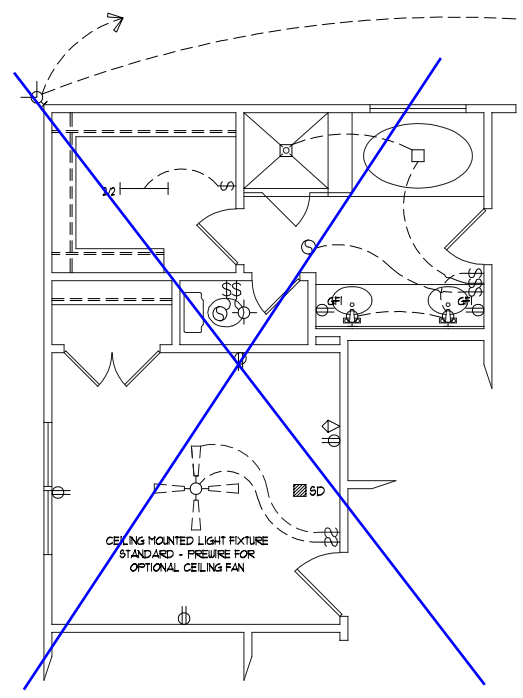 2/2
$
$$
$$$
GFI
GFI
SD
$$
CEILING MOUNTED LIGHT FIXTURE
STANDARD - PREWIRE FOR
OPTIONAL CEILING FAN